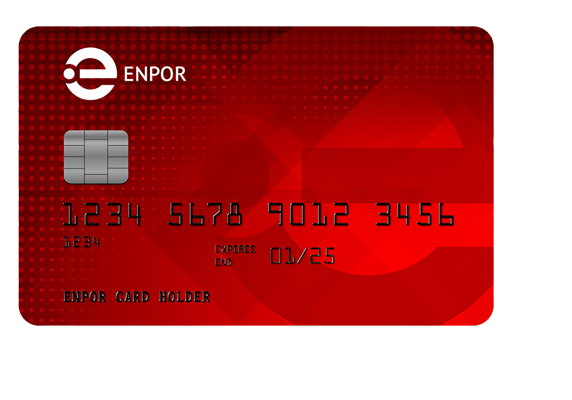 ENPOR
1234 5678 9012 3456
1234
EXPIRES
END 01/25
ENPOR CARD HOLDER